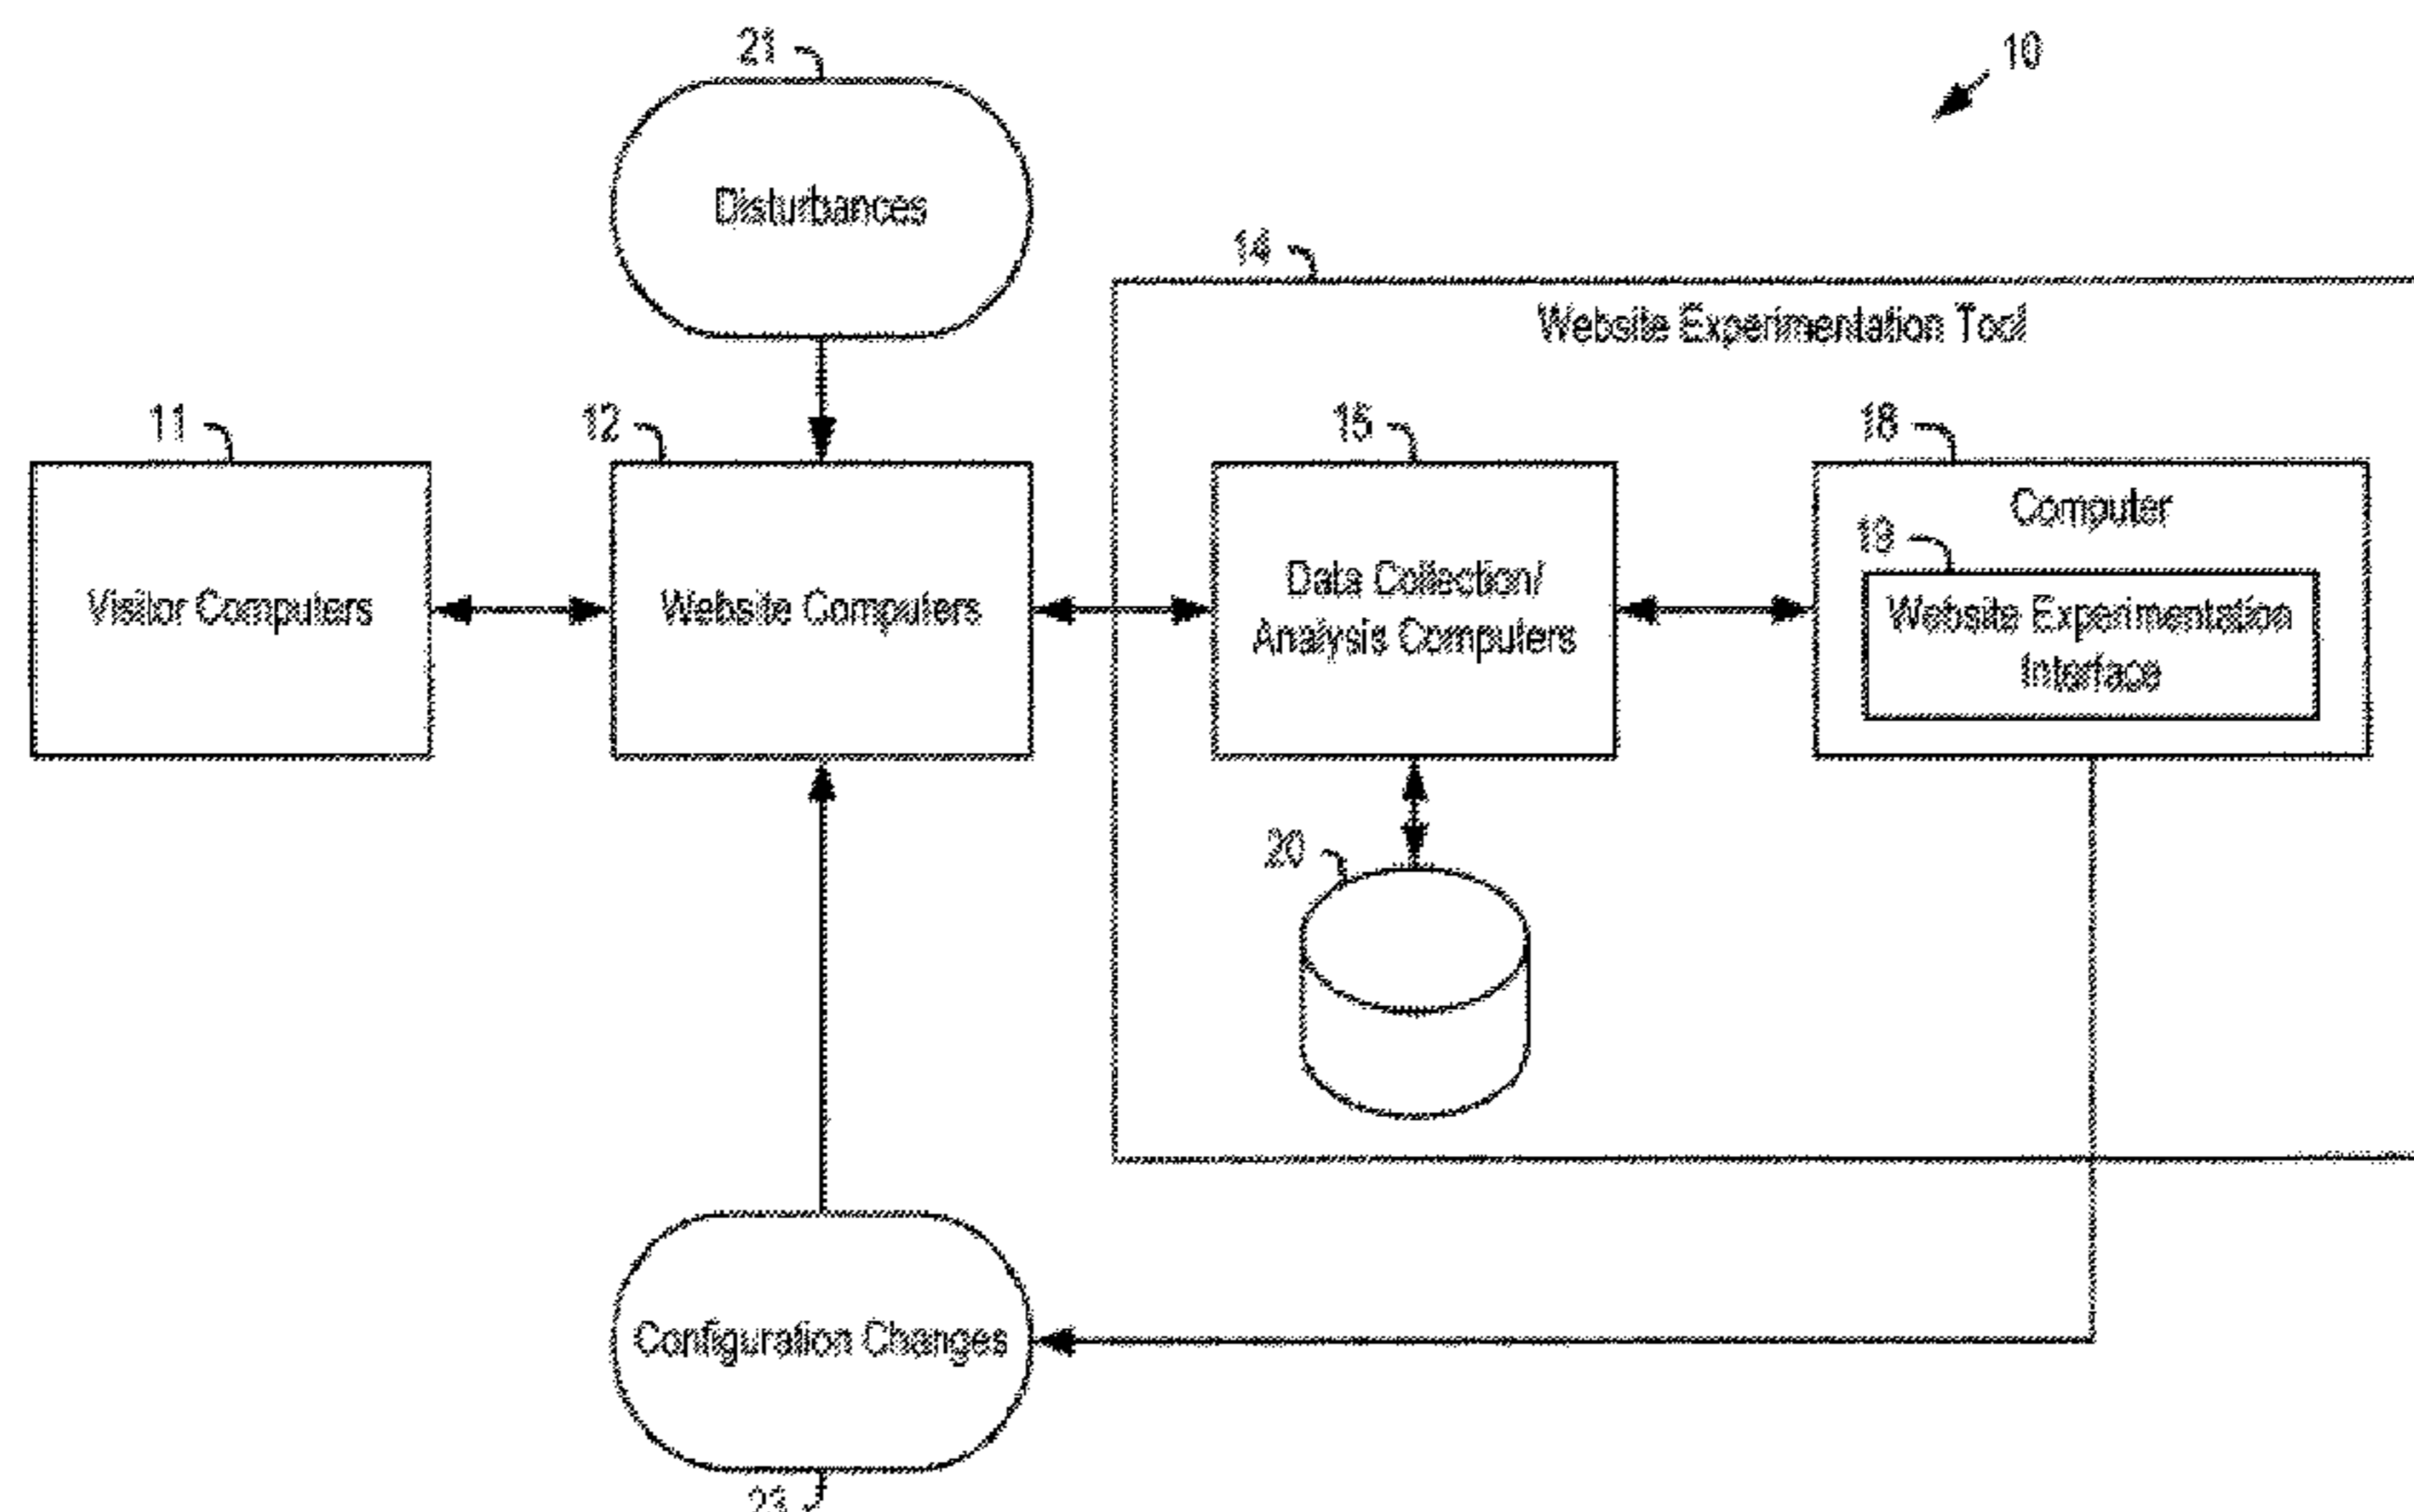 21
10
Disturbances
14
Website Experimentation Tool
11
12
15
18
Computer
19
Visitor Computers
Website Computers
Data Collection/
Analysis Computers
Website Experimentation
Interface
20
Configuration Changes
23